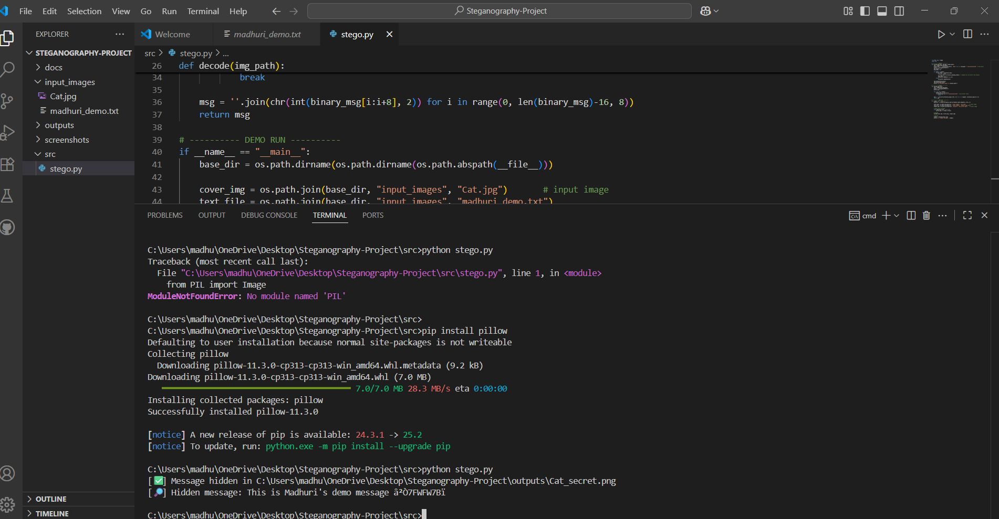 File Edit Selection View Go Run Terminal Help
Steganography-Project
EXPLORER
STEGANOGRAPHY-PROJECT
docs
input_images
Cat.jpg
madhuri_demo.txt
outputs
screenshots
src
stego.py
OUTLINE
TIMELINE
Welcome
madhuri_demo.txt
stego.py
src > stego.py > ...
26 def decode(img_path):
34 break
35
36 msg = ''.join(chr(int(binary_msg[i:i+8], 2)) for i in range(0, len(binary_msg)-16, 8))
37 return msg
38
39 # ---------- DEMO RUN ----------
40 if __name__ == "__main__":
41 base_dir = os.path.dirname(os.path.dirname(os.path.abspath(__file__)))
42
43 cover_img = os.path.join(base_dir, "input_images", "Cat.jpg") # input image
44 text_file = os.path.join(base_dir, "input_images", "madhuri_demo.txt")
PROBLEMS OUTPUT DEBUG CONSOLE TERMINAL PORTS
cmd
C:\Users\madhu\OneDrive\Desktop\Steganography-Project\src>python stego.py
Traceback (most recent call last):
File "C:\Users\madhu\OneDrive\Desktop\Steganography-Project\src\stego.py", line 1, in <module>
from PIL import Image
ModuleNotFoundError: No module named 'PIL'
C:\Users\madhu\OneDrive\Desktop\Steganography-Project\src>
C:\Users\madhu\OneDrive\Desktop\Steganography-Project\src>pip install pillow
Defaulting to user installation because normal site-packages is not writeable
Collecting pillow
Downloading pillow-11.3.0-cp313-cp313-win_amd64.whl.metadata (9.2 kB)
Downloading pillow-11.3.0-cp313-cp313-win_amd64.whl (7.0 MB)
7.0/7.0 MB 28.3 MB/s eta 0:00:00
Installing collected packages: pillow
Successfully installed pillow-11.3.0
[notice] A new release of pip is available: 24.3.1 -> 25.2
[notice] To update, run: python.exe -m pip install --upgrade pip
C:\Users\madhu\OneDrive\Desktop\Steganography-Project\src>python stego.py
[✅] Message hidden in C:\Users\madhu\OneDrive\Desktop\Steganography-Project\outputs\Cat_secret.png
[🔎] Hidden message: This is Madhuri's demo message â²Ò7FWFW7Bï
C:\Users\madhu\OneDrive\Desktop\Steganography-Project\src>